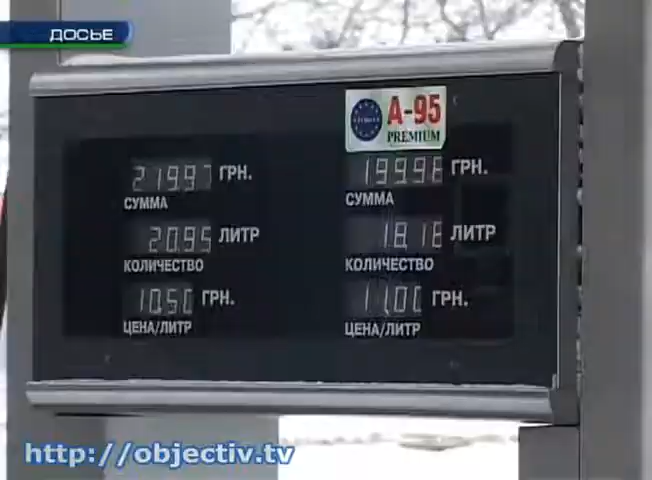 ДОСЬЕ
А-95
PREMIUM
219.97 ГРН.
СУММА
20.95 ЛИТР
КОЛИЧЕСТВО
10.50 ГРН.
ЦЕНА/ЛИТР
199.98 ГРН.
СУММА
18.18 ЛИТР
КОЛИЧЕСТВО
11.00 ГРН.
ЦЕНА/ЛИТР
http://objectiv.tv